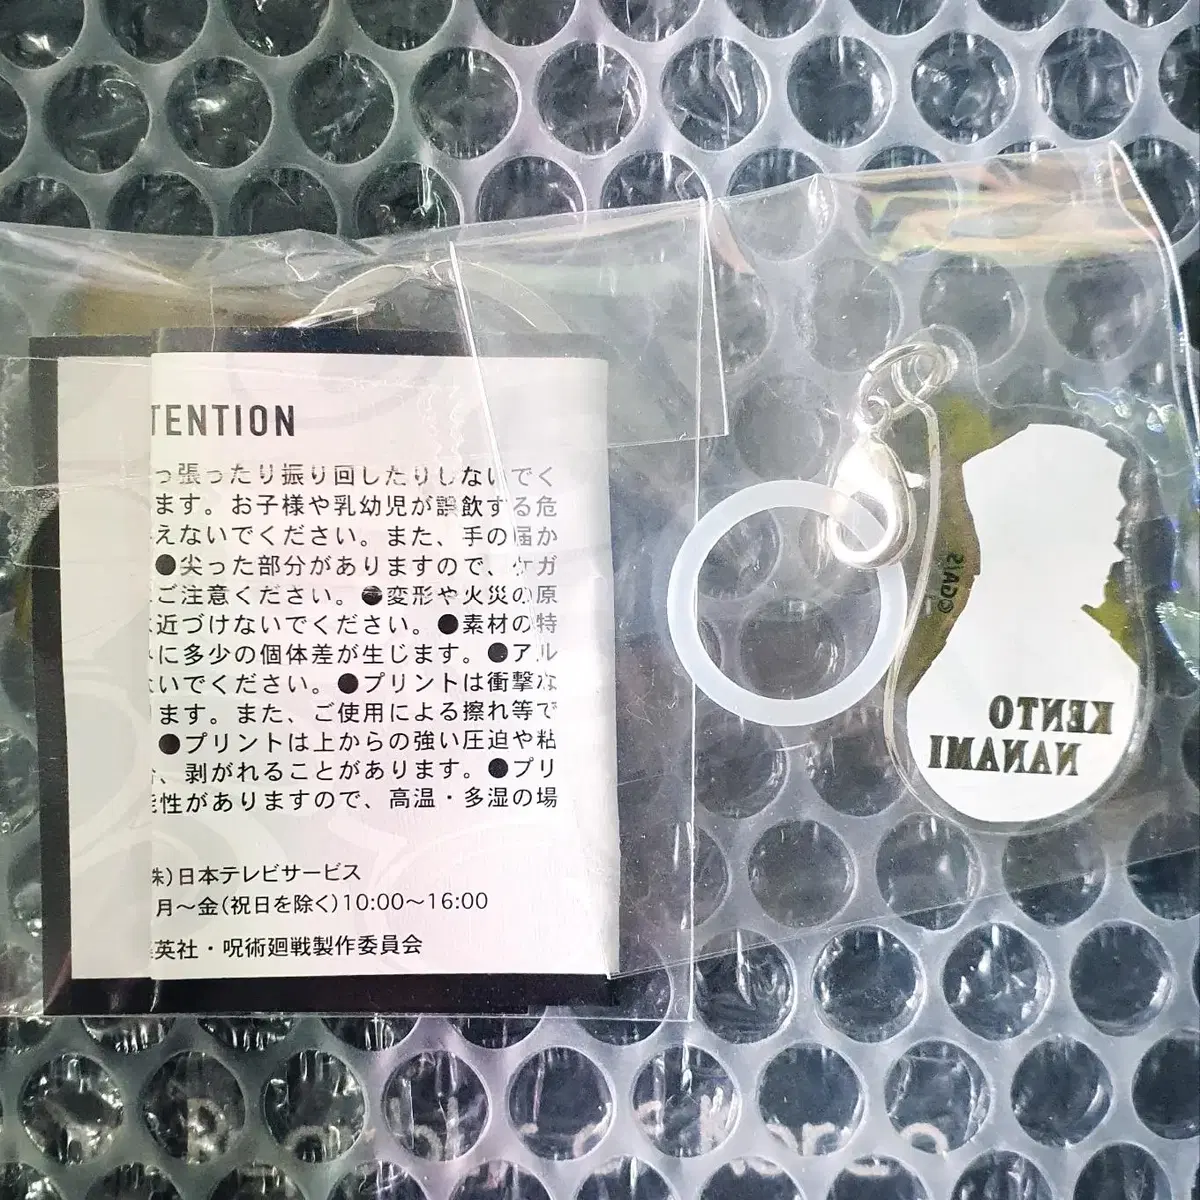 TENTION
っ張ったり振り回したりしないでく
ます。お子様や乳幼児が誤飲する危
えないでください。また、手の届か
●尖った部分がありますので、ケガ
ご注意ください。●変形や火災の原
近づけないでください。●素材の特
に多少の個体差が生じます。●アル
いでください。●プリントは衝撃な
ます。また、ご使用による擦れ等で
●プリントは上からの強い圧迫や粘
、剥がれることがあります。●プリ
性がありますので、高温・多湿の場
株)日本テレビサービス
月～金(祝日を除く)10:00～16:00
英社・呪術廻戦製作委員会
KENTO
NANAMI